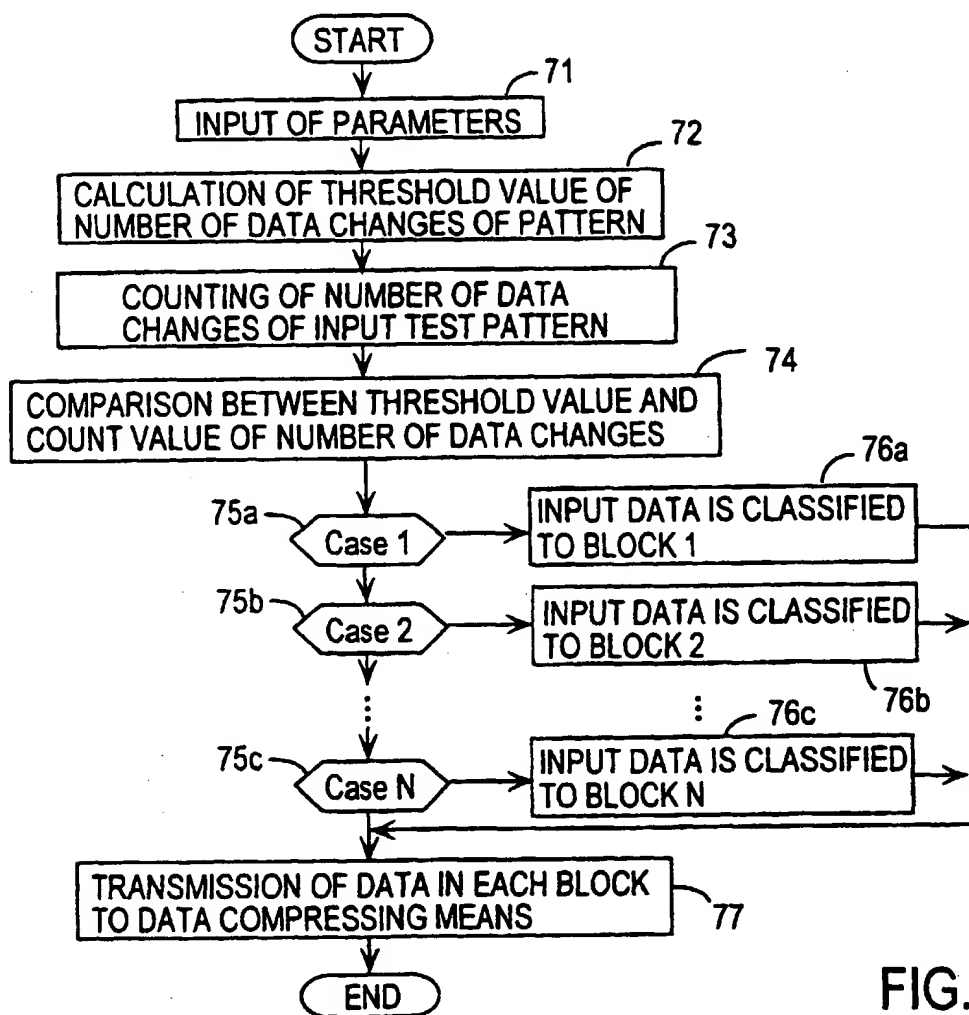 START
71
INPUT OF PARAMETERS
72
CALCULATION OF THRESHOLD VALUE OF
NUMBER OF DATA CHANGES OF PATTERN
73
COUNTING OF NUMBER OF DATA
CHANGES OF INPUT TEST PATTERN
74
COMPARISON BETWEEN THRESHOLD VALUE AND
COUNT VALUE OF NUMBER OF DATA CHANGES
75a
Case 1
76a
INPUT DATA IS CLASSIFIED
TO BLOCK 1
75b
Case 2
INPUT DATA IS CLASSIFIED
TO BLOCK 2
76b
75c
Case N
76c
INPUT DATA IS CLASSIFIED
TO BLOCK N
TRANSMISSION OF DATA IN EACH BLOCK
TO DATA COMPRESSING MEANS
77
END
FIG.